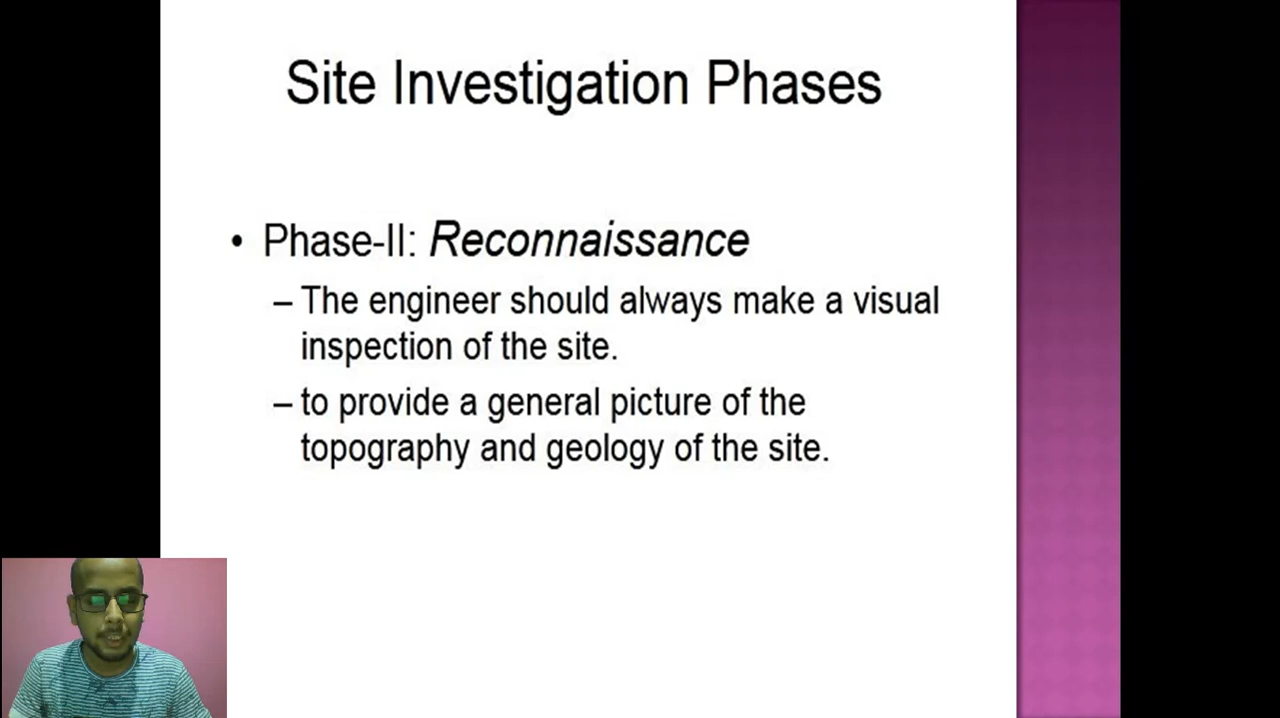 Site Investigation Phases
• Phase-II: Reconnaissance
– The engineer should always make a visual
inspection of the site.
– to provide a general picture of the
topography and geology of the site.